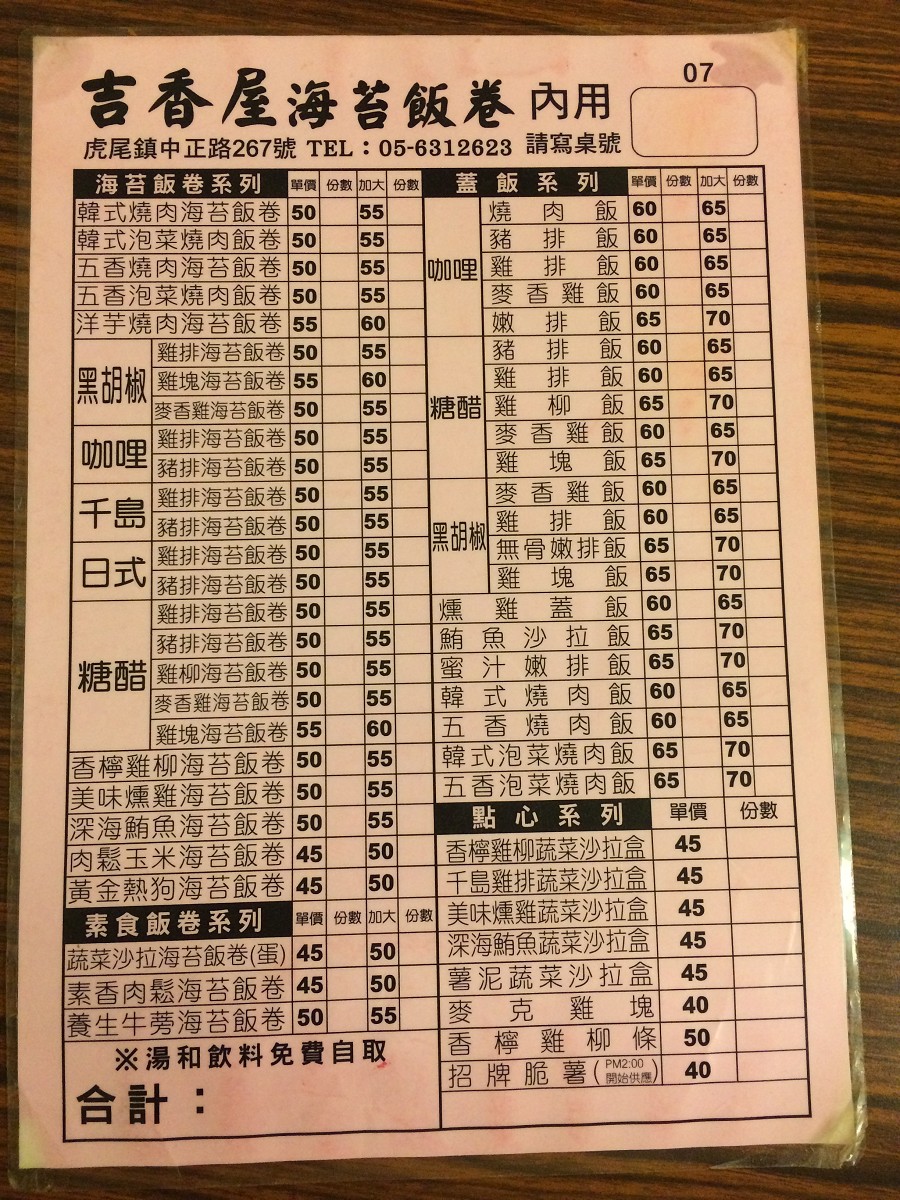 07
吉香屋海苔飯卷 內用
虎尾鎮中正路267號 TEL：05-6312623 請寫桌號
海苔飯卷系列 單價 份數 加大 份數
韓式燒肉海苔飯卷 50 55
韓式泡菜燒肉飯卷 50 55
五香燒肉海苔飯卷 50 55
五香泡菜燒肉飯卷 50 55
洋芋燒肉海苔飯卷 55 60
黑胡椒
雞排海苔飯卷 50 55
雞塊海苔飯卷 55 60
麥香雞海苔飯卷 50 55
咖哩
雞排海苔飯卷 50 55
豬排海苔飯卷 50 55
千島
雞排海苔飯卷 50 55
豬排海苔飯卷 50 55
日式
雞排海苔飯卷 50 55
豬排海苔飯卷 50 55
糖醋
雞排海苔飯卷 50 55
豬排海苔飯卷 50 55
雞柳海苔飯卷 50 55
麥香雞海苔飯卷 50 55
雞塊海苔飯卷 55 60
香檸雞柳海苔飯卷 50 55
美味燻雞海苔飯卷 50 55
深海鮪魚海苔飯卷 50 55
肉鬆玉米海苔飯卷 45 50
黃金熱狗海苔飯卷 45 50
素食飯卷系列 單價 份數 加大 份數
蔬菜沙拉海苔飯卷(蛋) 45 50
素香肉鬆海苔飯卷 45 50
養生牛蒡海苔飯卷 50 55
※湯和飲料免費自取
合計：
蓋飯系列 單價 份數 加大 份數
咖哩
燒肉飯 60 65
豬排飯 60 65
雞排飯 60 65
麥香雞飯 60 65
嫩排飯 65 70
糖醋
豬排飯 60 65
雞排飯 60 65
雞柳飯 65 70
麥香雞飯 60 65
雞塊飯 65 70
黑胡椒
麥香雞飯 60 65
雞排飯 60 65
無骨嫩排飯 65 70
雞塊飯 65 70
燻雞蓋飯 60 65
鮪魚沙拉飯 65 70
蜜汁嫩排飯 65 70
韓式燒肉飯 60 65
五香燒肉飯 60 65
韓式泡菜燒肉飯 65 70
五香泡菜燒肉飯 65 70
點心系列 單價 份數
香檸雞柳蔬菜沙拉盒 45
千島雞排蔬菜沙拉盒 45
美味燻雞蔬菜沙拉盒 45
深海鮪魚蔬菜沙拉盒 45
薯泥蔬菜沙拉盒 45
麥克雞塊 40
香檸雞柳條 50
招牌脆薯(PM2:00開始供應) 40